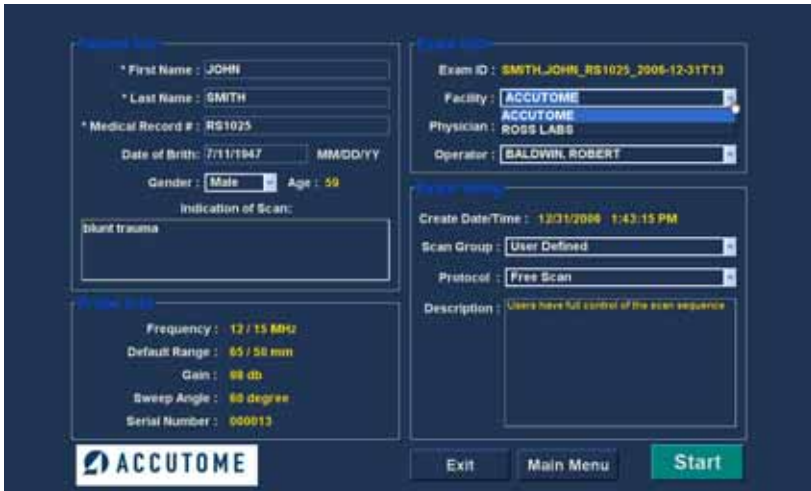 * First Name : JOHN
* Last Name : SMITH
* Medical Record # : RS1025
Date of Brith: 7/11/1947 MM/DD/YY
Gender : Male Age : 59
Indication of Scan:
blunt trauma
Frequency : 12 / 15 MHz
Default Range : 65 / 50 mm
Gain : 98 db
Sweep Angle : 60 degree
Serial Number : 000013
ACCUTOME
Exam ID : SMITH,JOHN_RS1025_2006-12-31T13
Facility : ACCUTOME
ACCUTOME
Physician : ROSS LABS
Operator : BALDWIN, ROBERT
Create Date/Time : 12/31/2006 1:43:15 PM
Scan Group : User Defined
Protocol : Free Scan
Description : Users have full control of the scan sequence
Exit Main Menu Start